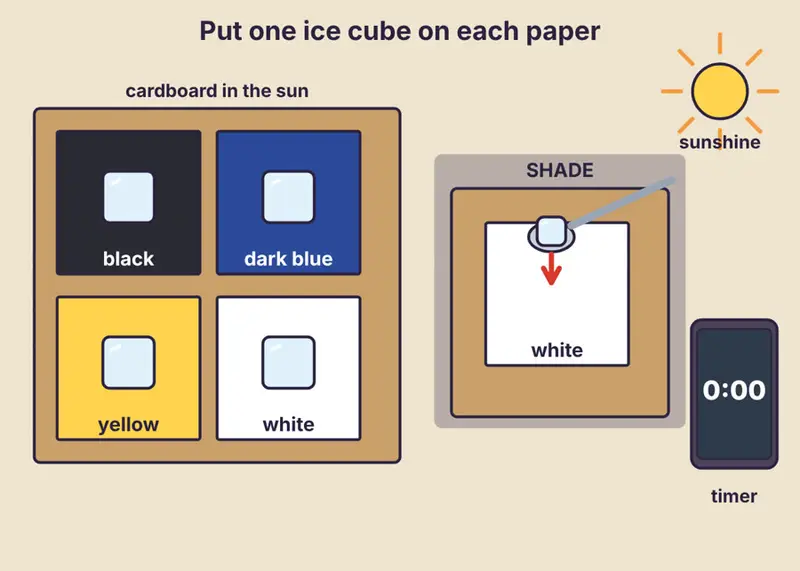 Put one ice cube on each paper
cardboard in the sun
sunshine
SHADE
black
dark blue
white
0:00
yellow
white
timer